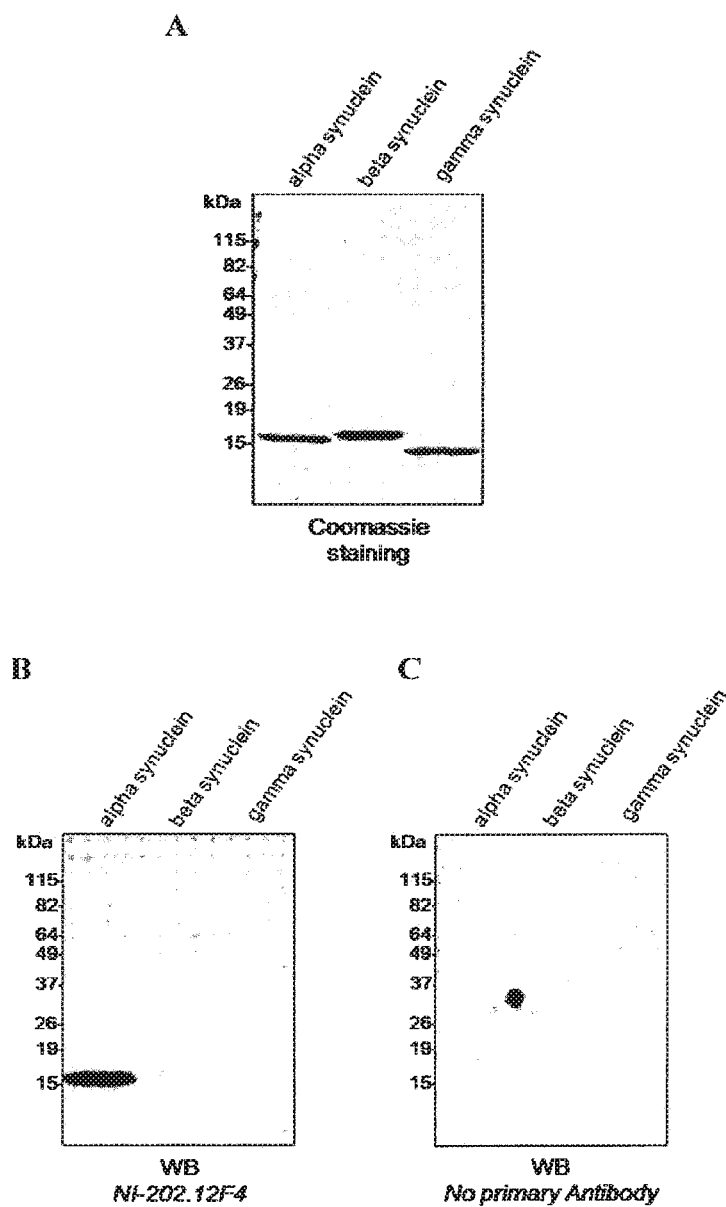 A
alpha synuclein
beta synuclein
gamma synuclein
kDa
115
82
64
49
37
26
19
15
Coomassie
staining
B
alpha synuclein
beta synuclein
gamma synuclein
kDa
115
82
64
49
37
26
19
15
WB
NI-202.12F4
C
alpha synuclein
beta synuclein
gamma synuclein
kDa
115
82
64
49
37
26
19
15
WB
No primary Antibody